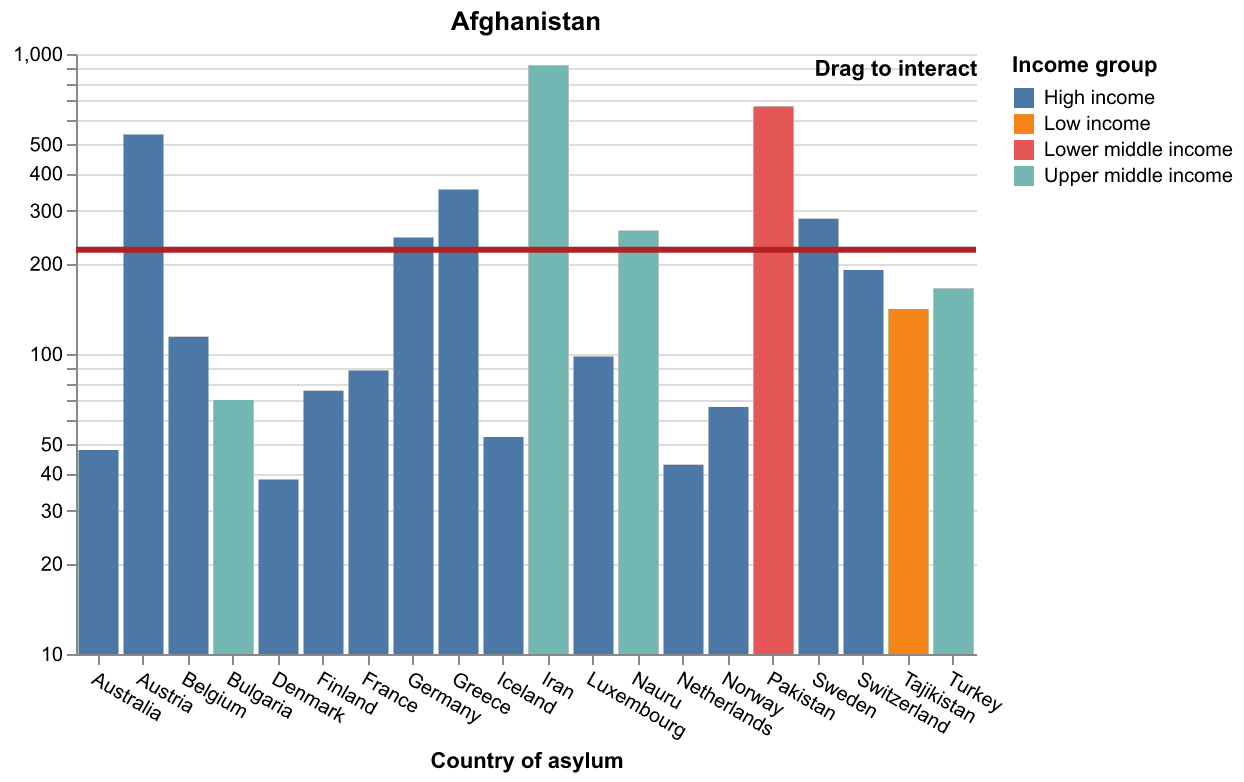 Afghanistan
Drag to interact
1,000
500
400
300
200
100
50
40
30
20
10
Australia
Austria
Belgium
Bulgaria
Denmark
Finland
France
Germany
Greece
Iceland
Iran
Luxembourg
Nauru
Netherlands
Norway
Pakistan
Sweden
Switzerland
Tajikistan
Turkey
Country of asylum
Income group
High income
Low income
Lower middle income
Upper middle income